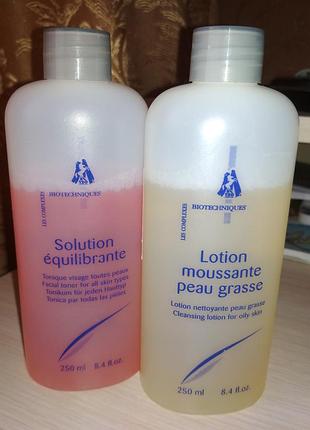 LES COMPLEXES
BIOTECHNIQUES
Solution
équilibrante
Tonique visage toutes peaux
Facial toner for all skin types
Tonikum für jeden Hauttyp
Tonica par todas las pieles
250 ml 8.4 fl.oz.
LES COMPLEXES
BIOTECHNIQUES
Lotion
moussante
peau grasse
Lotion nettoyante peau grasse
Cleansing lotion for oily skin
250 ml 8.4 fl.oz.